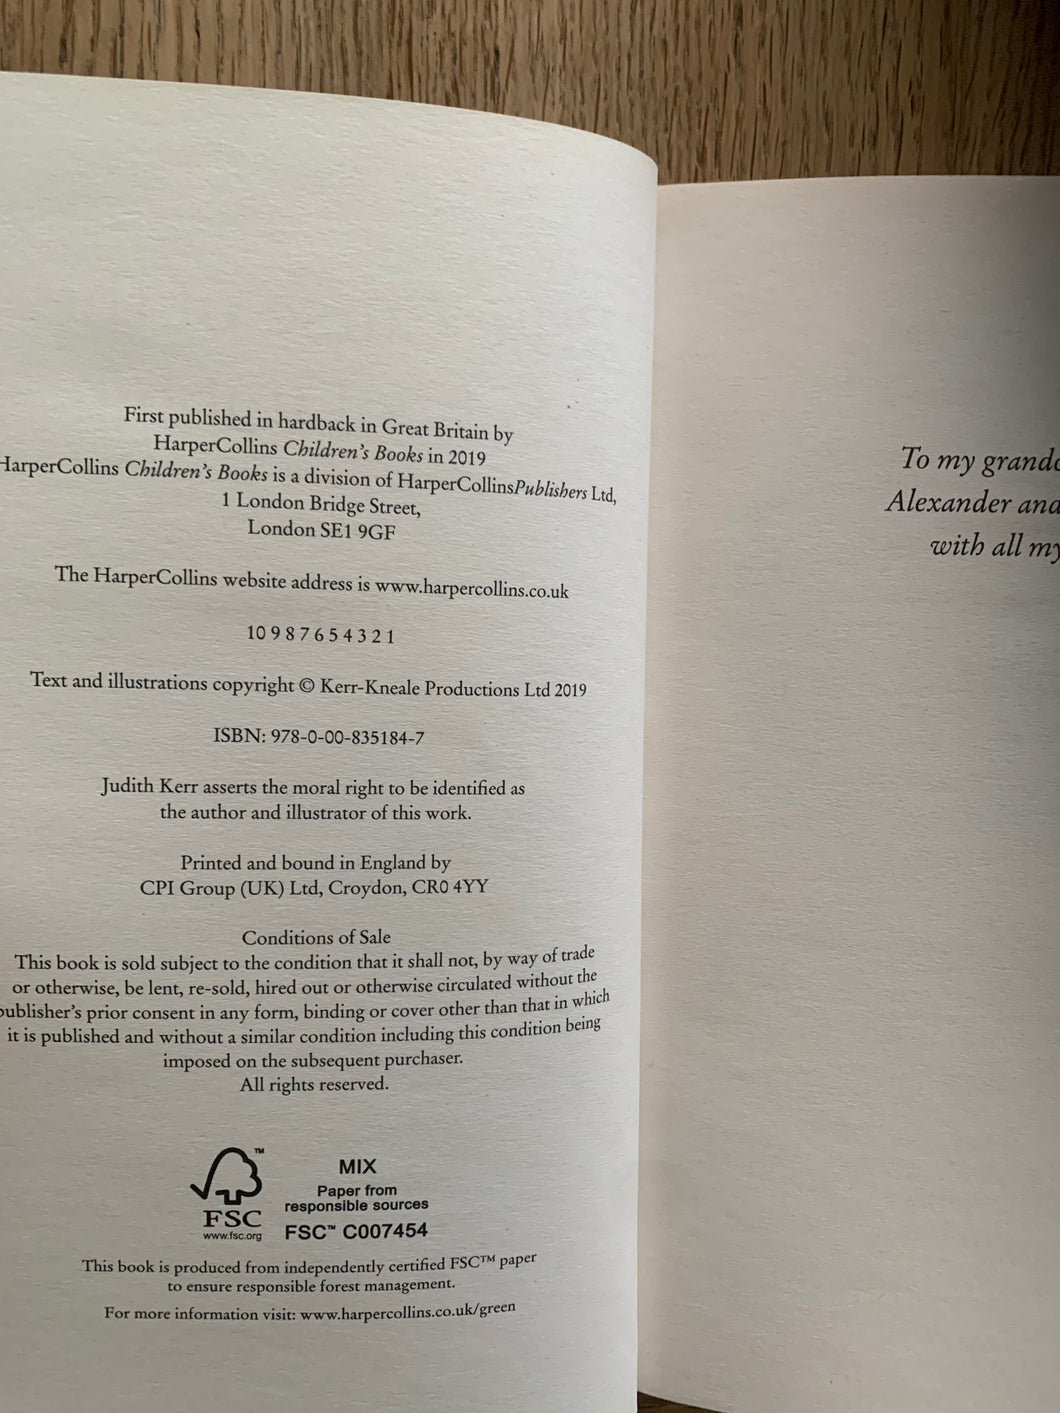 First published in hardback in Great Britain by
HarperCollins Children's Books in 2019
HarperCollins Children's Books is a division of HarperCollinsPublishers Ltd,
1 London Bridge Street,
London SE1 9GF
The HarperCollins website address is www.harpercollins.co.uk
10 9 8 7 6 5 4 3 2 1
Text and illustrations copyright © Kerr-Kneale Productions Ltd 2019
ISBN: 978-0-00-835184-7
Judith Kerr asserts the moral right to be identified as
the author and illustrator of this work.
Printed and bound in England by
CPI Group (UK) Ltd, Croydon, CR0 4YY
Conditions of Sale
This book is sold subject to the condition that it shall not, by way of trade
or otherwise, be lent, re-sold, hired out or otherwise circulated without the
publisher's prior consent in any form, binding or cover other than that in which
it is published and without a similar condition including this condition being
imposed on the subsequent purchaser.
All rights reserved.
™
FSC
www.fsc.org
MIX
Paper from
responsible sources
FSC™ C007454
This book is produced from independently certified FSC™ paper
to ensure responsible forest management.
For more information visit: www.harpercollins.co.uk/green
To my
Alexander and
with all my